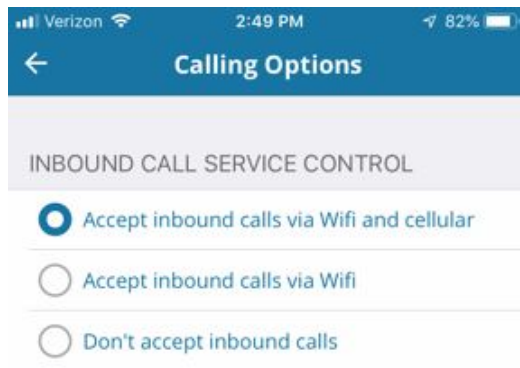 Verizon 2:49 PM 82%
Calling Options
INBOUND CALL SERVICE CONTROL
Accept inbound calls via Wifi and cellular
Accept inbound calls via Wifi
Don't accept inbound calls